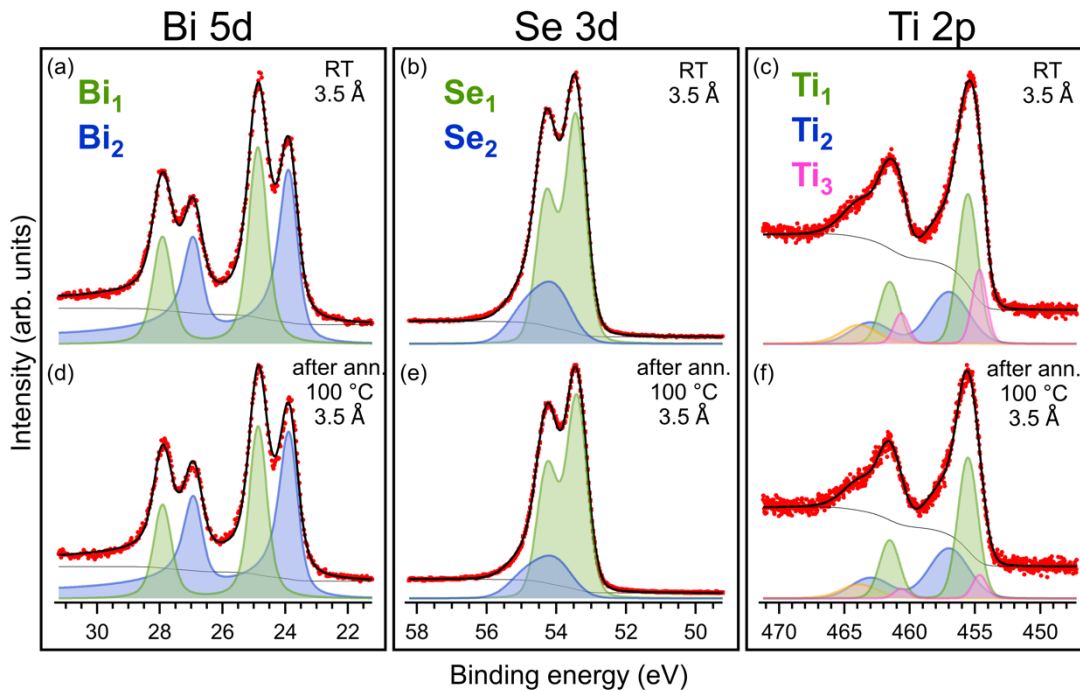 Bi 5d
Se 3d
Ti 2p
(a)
RT
3.5 Å
Bi₁
Bi₂
(b)
RT
3.5 Å
Se₁
Se₂
(c)
RT
3.5 Å
Ti₁
Ti₂
Ti₃
Intensity (arb. units)
(d)
after ann.
100 °C
3.5 Å
(e)
after ann.
100 °C
3.5 Å
(f)
after ann.
100 °C
3.5 Å
30 28 26 24 22
58 56 54 52 50
470 465 460 455 450
Binding energy (eV)